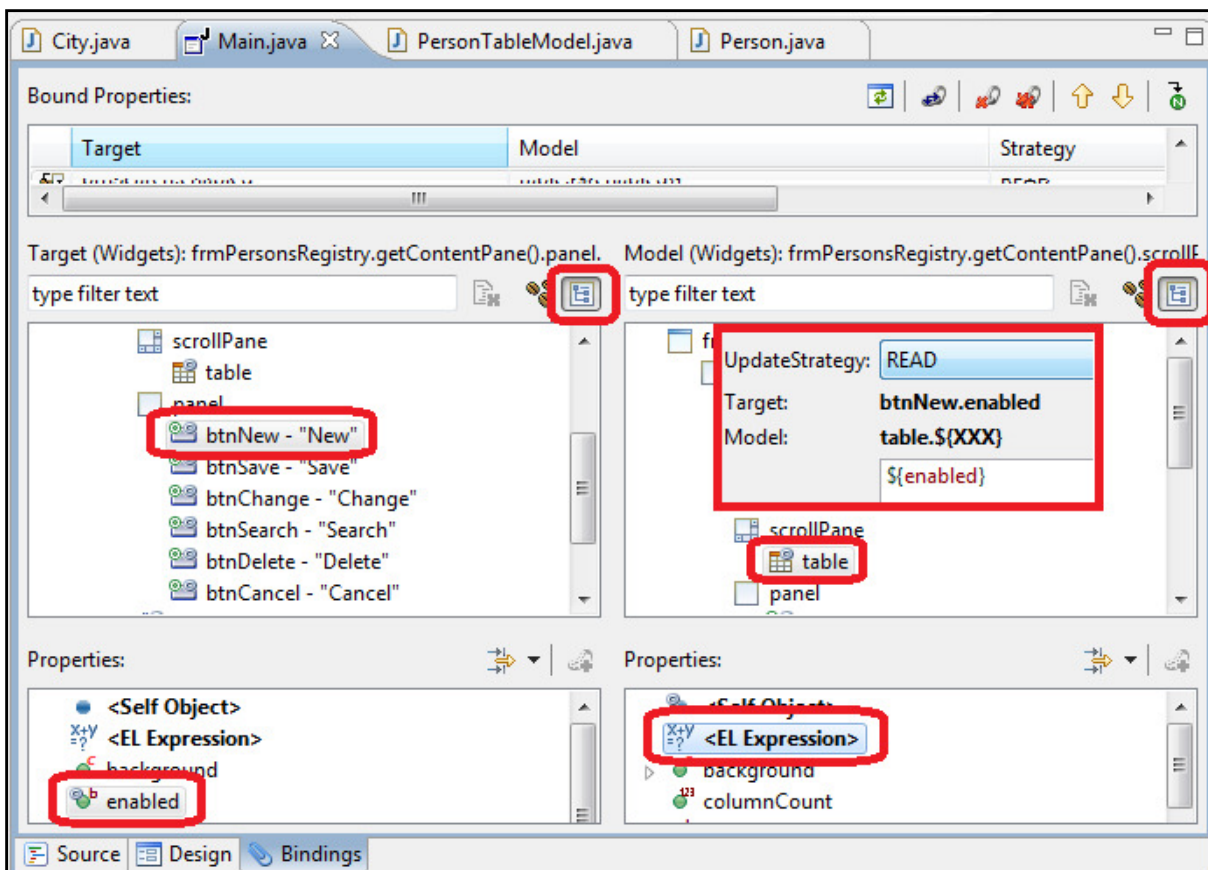 City.java Main.java PersonTableModel.java Person.java
Bound Properties:
Target Model Strategy
Target (Widgets): frmPersonsRegistry.getContentPane().panel. Model (Widgets): frmPersonsRegistry.getContentPane().scrollP
type filter text type filter text
scrollPane
table
panel
btnNew - "New"
btnSave - "Save"
btnChange - "Change"
btnSearch - "Search"
btnDelete - "Delete"
btnCancel - "Cancel"
UpdateStrategy: READ
Target: btnNew.enabled
Model: table.${XXX}
${enabled}
scrollPane
table
panel
Properties: Properties:
<Self Object>
<EL Expression>
background
enabled
<Self Object>
<EL Expression>
background
columnCount
Source Design Bindings